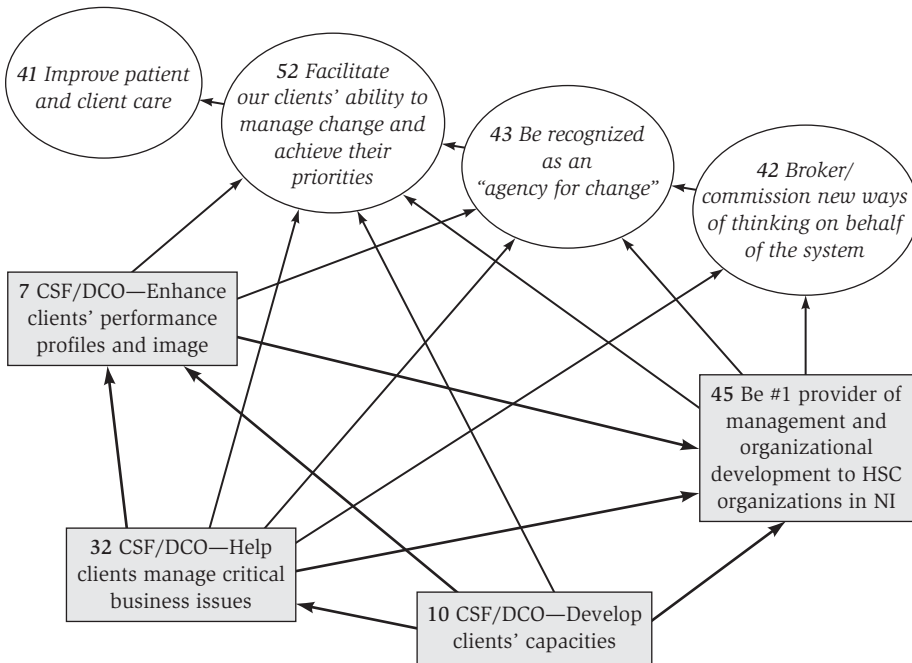 41 Improve patient
and client care
52 Facilitate
our clients’ ability to
manage change and
achieve their
priorities
43 Be recognized
as an
“agency for change”
42 Broker/
commission new ways
of thinking on behalf
of the system
7 CSF/DCO—Enhance
clients’ performance
profiles and image
45 Be #1 provider of
management and
organizational
development to HSC
organizations in NI
32 CSF/DCO—Help
clients manage critical
business issues
10 CSF/DCO—Develop
clients’ capacities